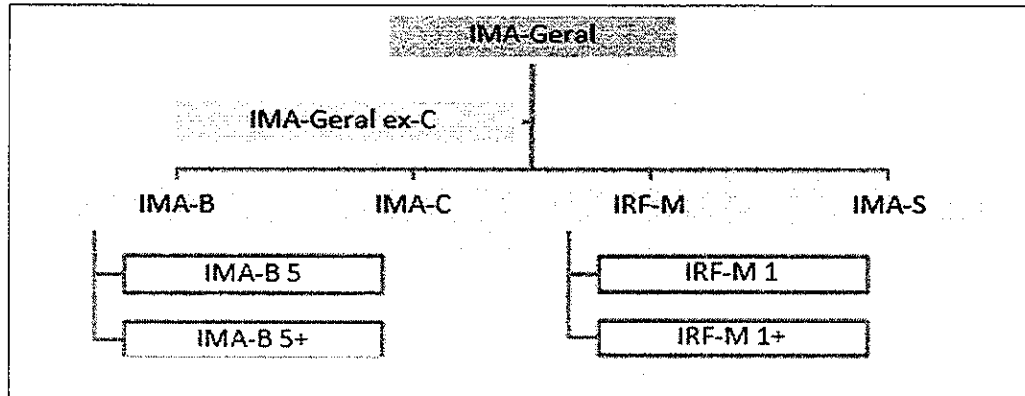 IMA-Geral
IMA-Geral ex-C
IMA-B IMA-C IRF-M IMA-S
IMA-B 5 IRF-M 1
IMA-B 5+ IRF-M 1+